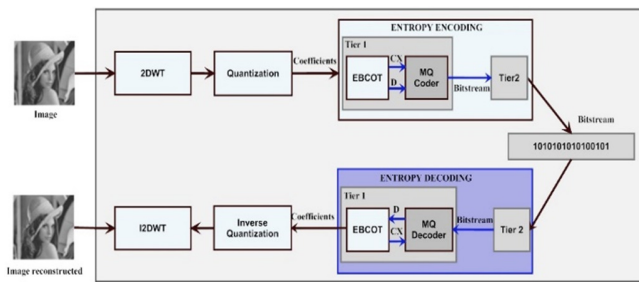 ENTROPY ENCODING
Tier 1
Coefficients
CX
2DWT
Quantization
EBCOT
MQ
Coder
D
Bitstream
Tier2
Image
Bitstream
1010101010100101
ENTROPY DECODING
Tier 1
Coefficients
D
I2DWT
Inverse
Quantization
EBCOT
CX
MQ
Decoder
Bitstream
Tier 2
Image reconstructed